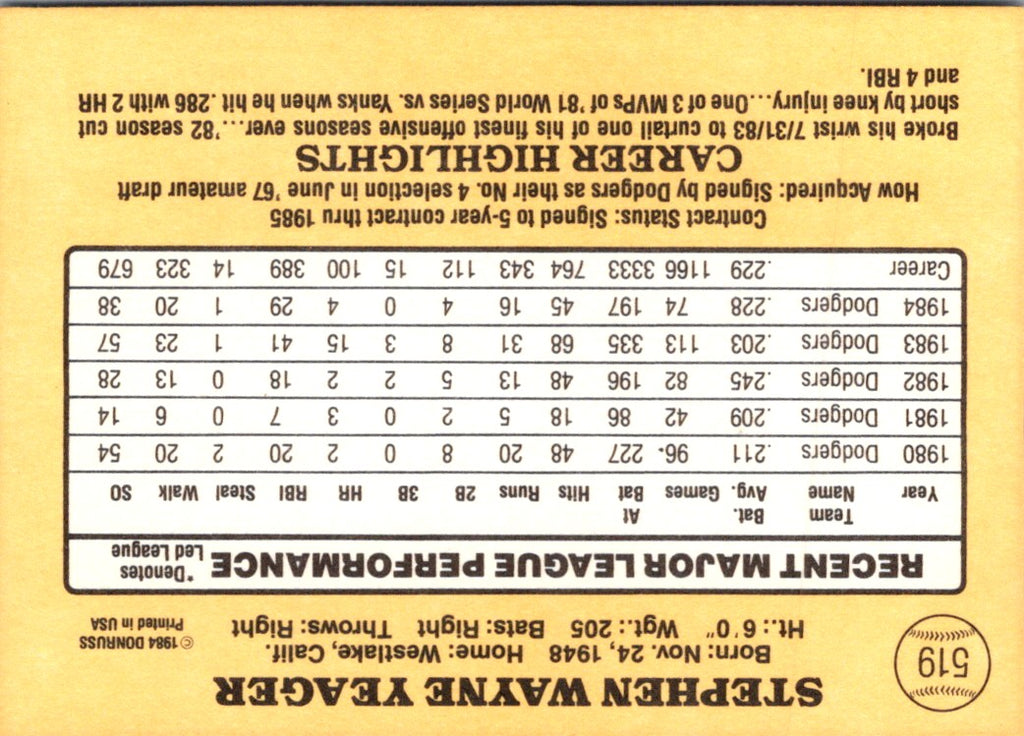 519
STEPHEN WAYNE YEAGER
Born: Nov. 24, 1948 Home: Westlake, Calif.
Ht.: 6'0" Wgt.: 205 Bats: Right Throws: Right
© 1984 DONRUSS
Printed in USA
RECENT MAJOR LEAGUE PERFORMANCE
*Denotes
Led League
Year Team Name Bat. Avg. Games At Bat Hits Runs 2B 3B HR RBI Steal Walk SO
1980 Dodgers .211 96 227 48 20 8 0 2 20 2 20 54
1981 Dodgers .209 42 86 18 5 2 0 3 7 0 6 14
1982 Dodgers .245 82 196 48 13 5 2 2 18 0 13 28
1983 Dodgers .203 113 335 68 31 8 3 15 41 1 23 57
1984 Dodgers .228 74 197 45 16 4 0 4 29 1 20 38
Career .229 1166 3333 764 343 112 15 100 389 14 323 679
Contract Status: Signed to 5-year contract thru 1985
How Acquired: Signed by Dodgers as their No. 4 selection in June '67 amateur draft
CAREER HIGHLIGHTS
Broke his wrist 7/31/83 to curtail one of his finest offensive seasons ever...'82 season cut
short by knee injury...One of 3 MVPs of '81 World Series vs. Yanks when he hit .286 with 2 HR
and 4 RBI.